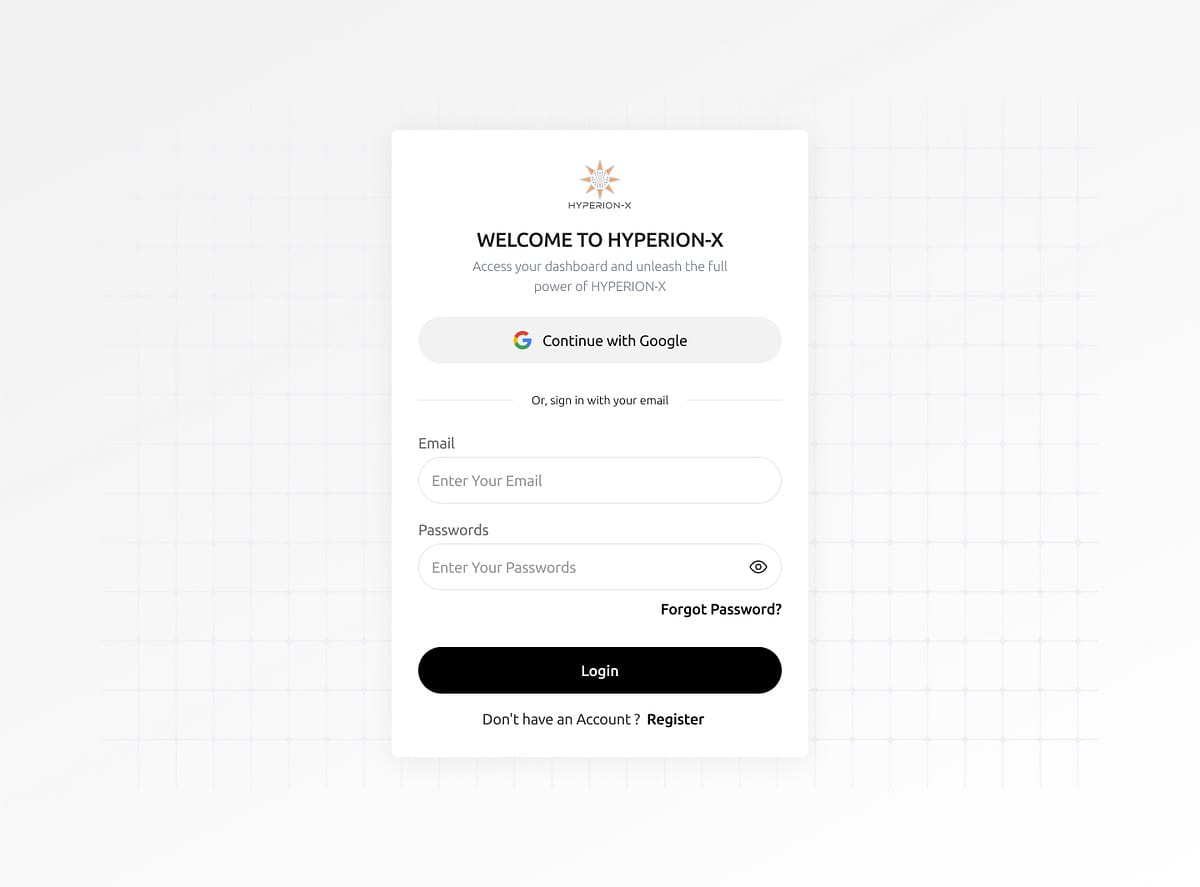 HYPERION-X
WELCOME TO HYPERION-X
Access your dashboard and unleash the full
power of HYPERION-X
Continue with Google
Or, sign in with your email
Email
Enter Your Email
Passwords
Enter Your Passwords
Forgot Password?
Login
Don't have an Account ? Register